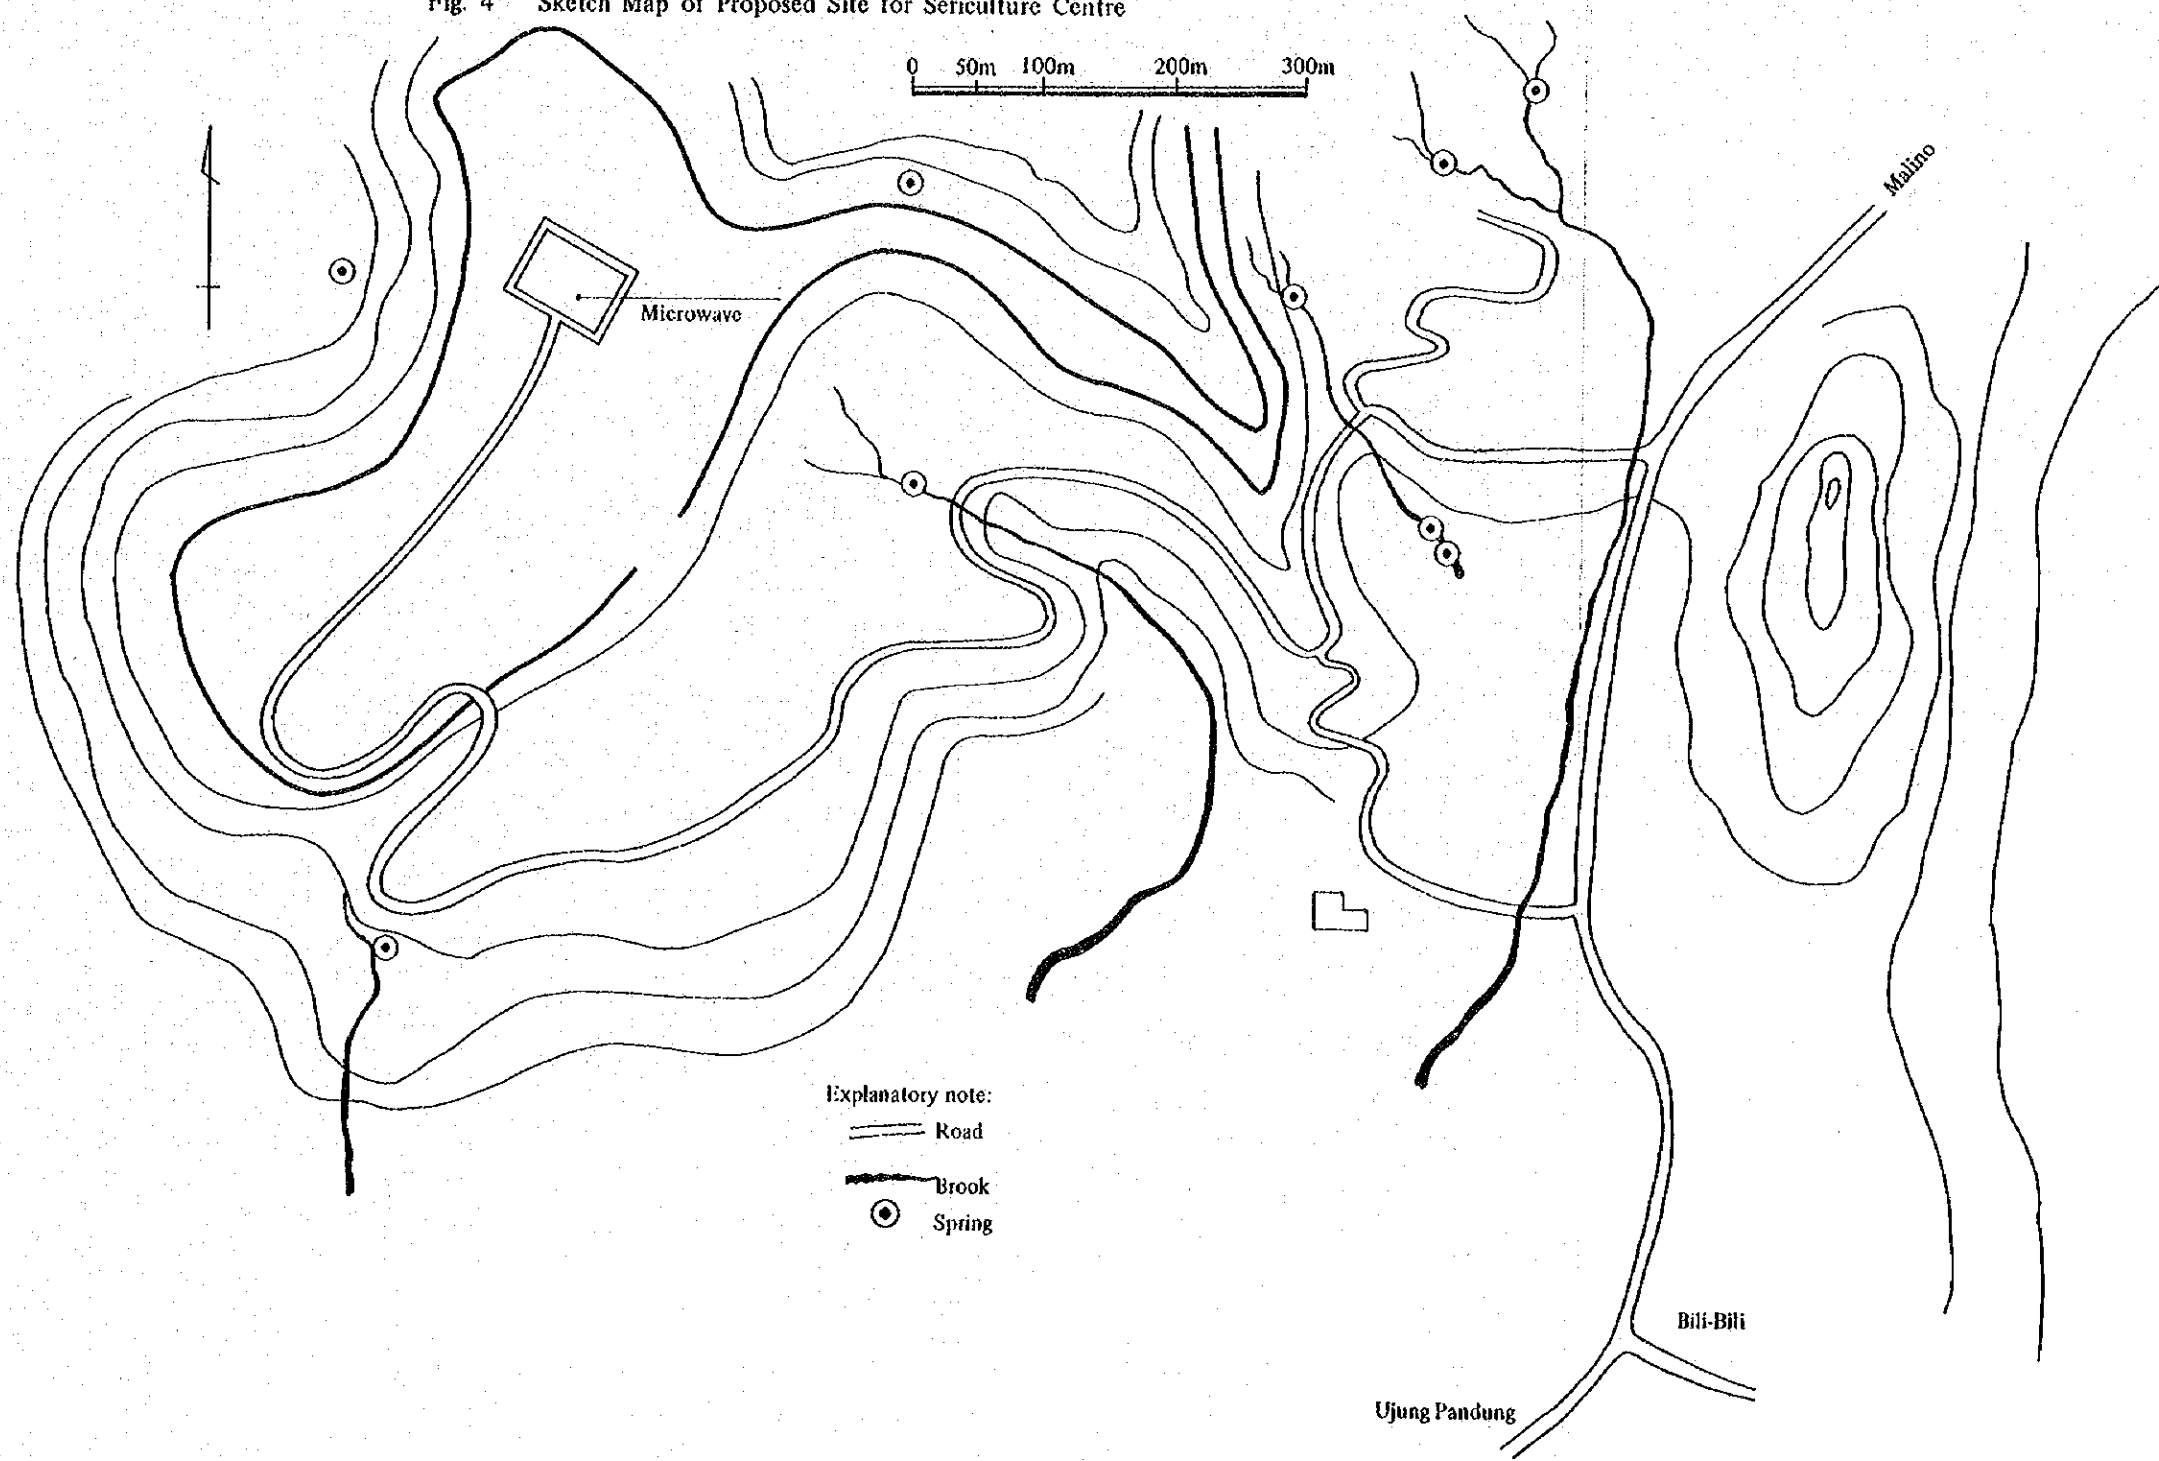 Fig. 4 Sketch Map of Proposed Site for Sericulture Centre
0 50m 100m 200m 300m
Malino
Microwave
Explanatory note:
Road
Brook
Spring
Bili-Bili
Ujung Pandung